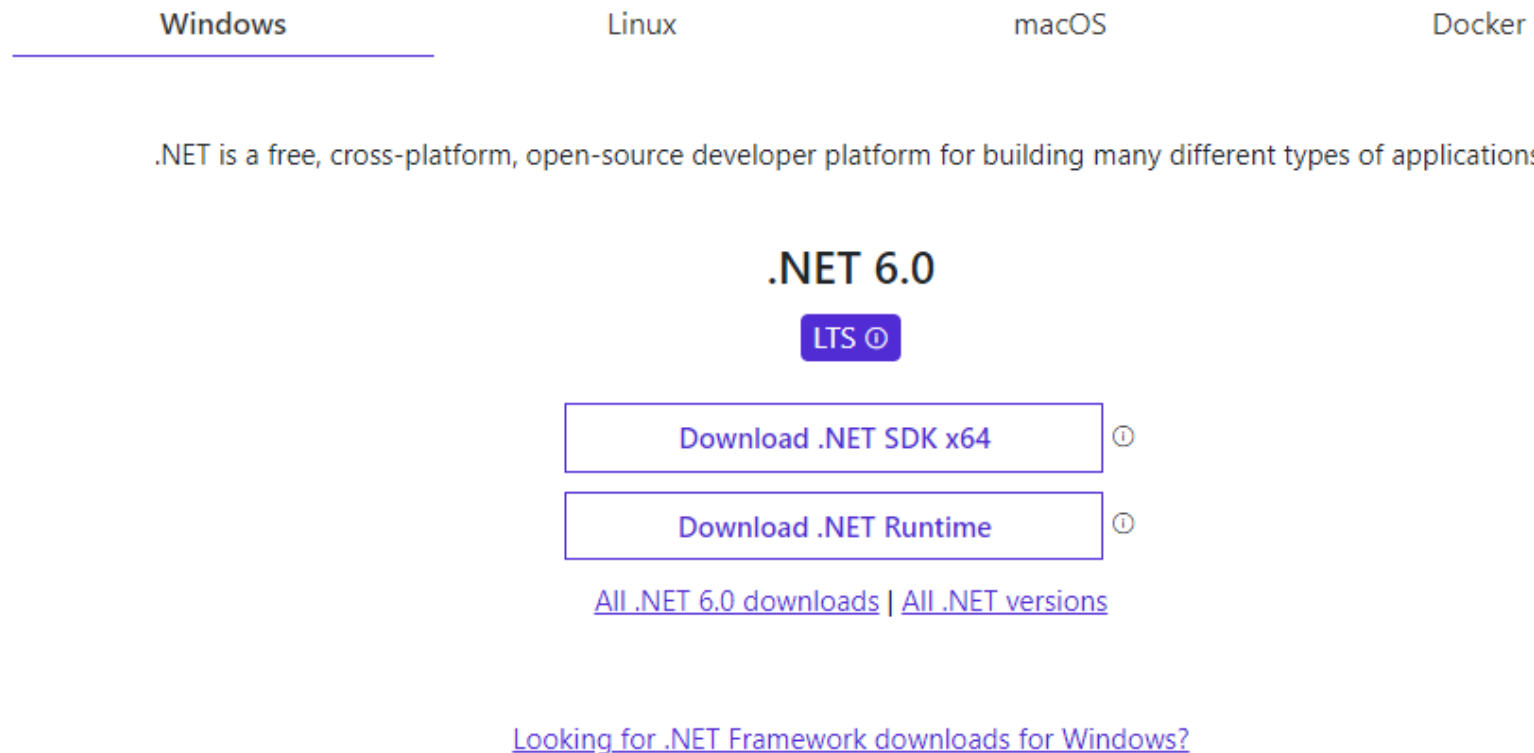 Windows Linux macOS Docker
.NET is a free, cross-platform, open-source developer platform for building many different types of applications
.NET 6.0
LTS
Download .NET SDK x64
Download .NET Runtime
All .NET 6.0 downloads | All .NET versions
Looking for .NET Framework downloads for Windows?